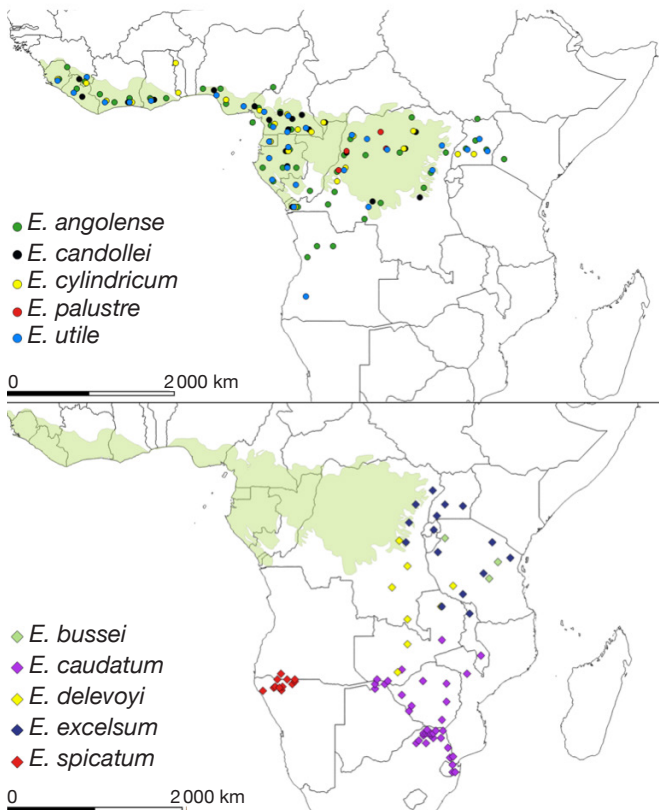 E. angolense
E. candollei
E. cylindricum
E. palustre
E. utile
0 2 000 km
E. bussei
E. caudatum
E. delevoyi
E. excelsum
E. spicatum
0 2 000 km